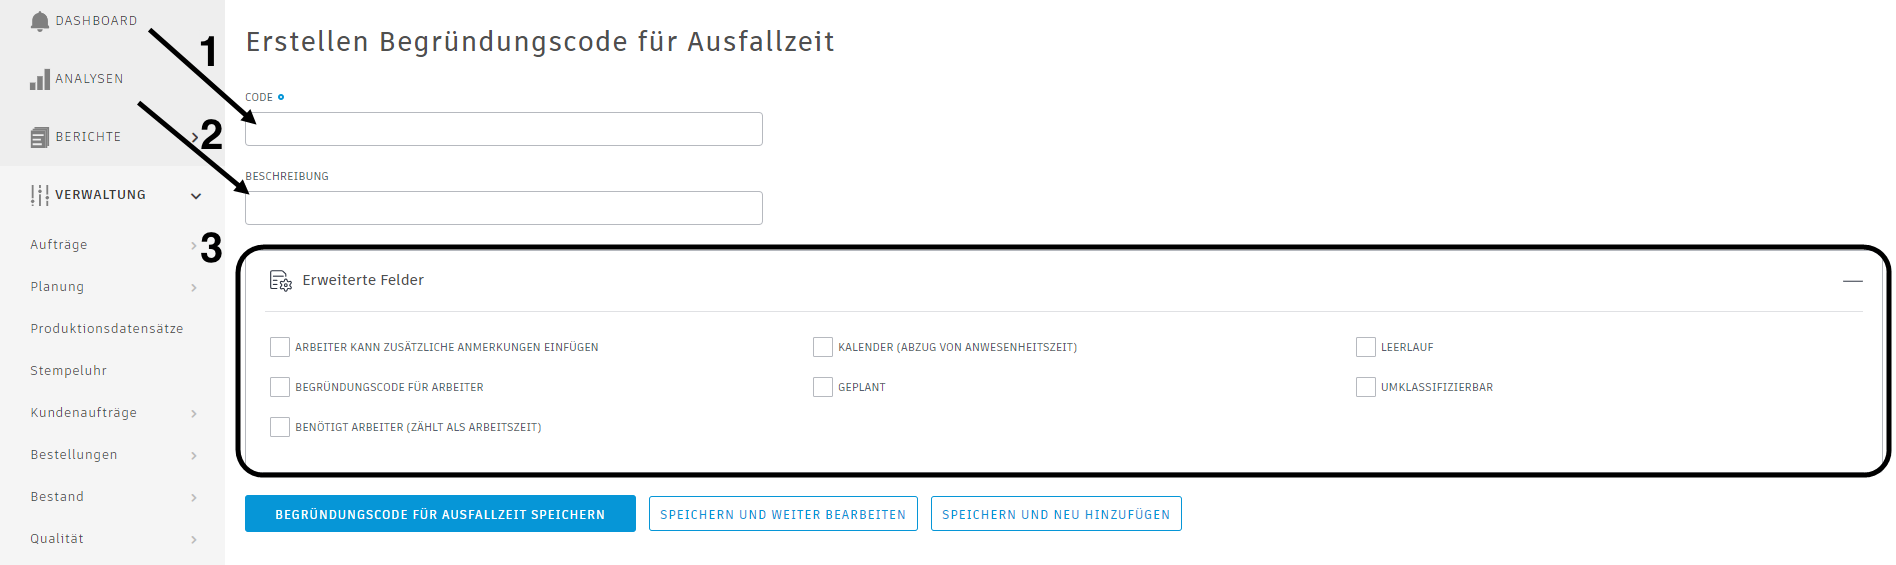 DASHBOARD
ANALYSEN
BERICHTE
VERWALTUNG
Aufträge
Planung
Produktionsdatensätze
Stempeluhr
Kundenaufträge
Bestellungen
Bestand
Qualität
1
2
3
Erstellen Begründungscode für Ausfallzeit
CODE
BESCHREIBUNG
Erweiterte Felder
ARBEITER KANN ZUSÄTZLICHE ANMERKUNGEN EINFÜGEN
KALENDER (ABZUG VON ANWESENHEITSZEIT)
LEERLAUF
BEGRÜNDUNGSCODE FÜR ARBEITER
GEPLANT
UMKLASSIFIZIERBAR
BENÖTIGT ARBEITER (ZÄHLT ALS ARBEITSZEIT)
BEGRÜNDUNGSCODE FÜR AUSFALLZEIT SPEICHERN
SPEICHERN UND WEITER BEARBEITEN
SPEICHERN UND NEU HINZUFÜGEN